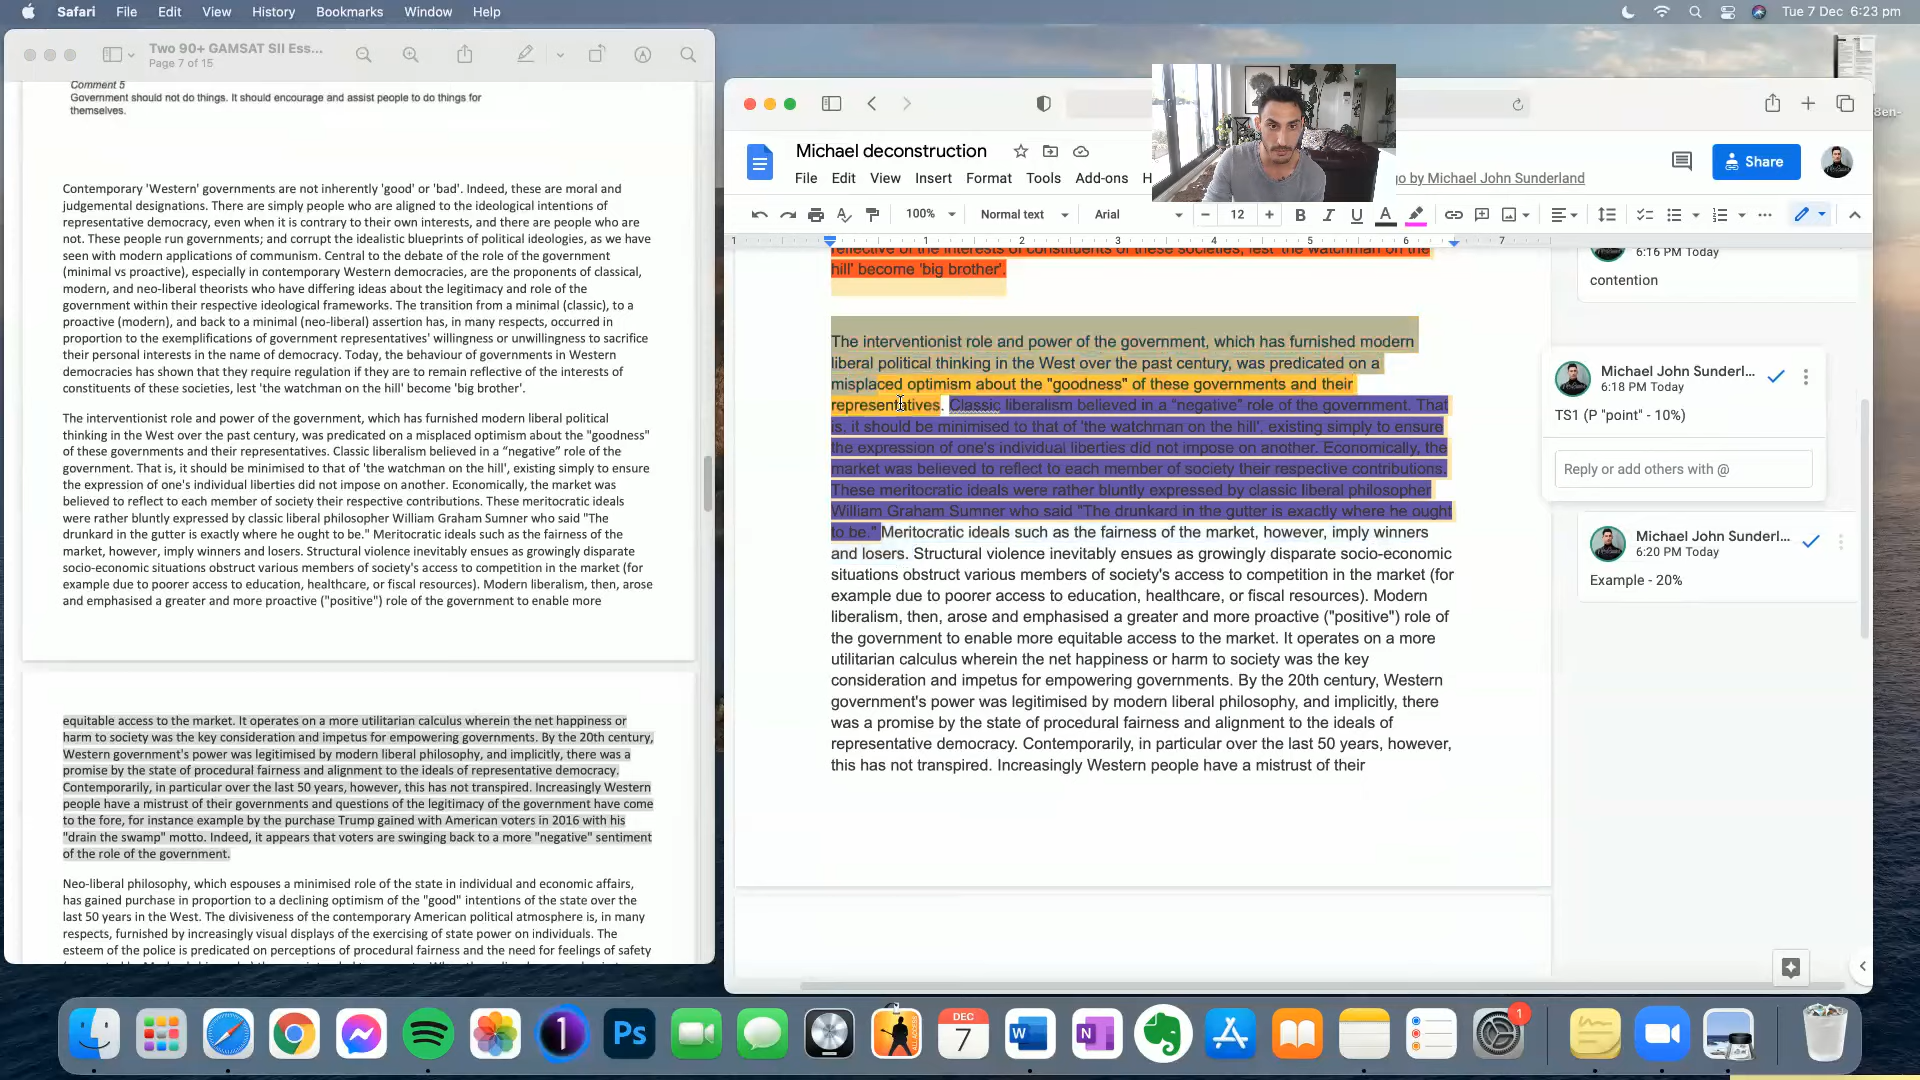 Safari File Edit View History Bookmarks Window Help
Tue 7 Dec 6:23 pm
Two 90+ GAMSAT SII Ess...
Page 7 of 15
Comment 5
Government should not do things. It should encourage and assist people to do things for
themselves.
Contemporary 'Western' governments are not inherently 'good' or 'bad'. Indeed, these are moral and
judgemental designations. There are simply people who are aligned to the ideological intentions of
representative democracy, even when it is contrary to their own interests, and there are people who are
not. These people run governments; and corrupt the idealistic blueprints of political ideologies, as we have
seen with modern applications of communism. Central to the debate of the role of the government
(minimal vs proactive), especially in contemporary Western democracies, are the proponents of classical,
modern, and neo-liberal theorists who have differing ideas about the legitimacy and role of the
government within their respective ideological frameworks. The transition from a minimal (classic), to a
proactive (modern), and back to a minimal (neo-liberal) assertion has, in many respects, occurred in
proportion to the exemplifications of government representatives' willingness or unwillingness to sacrifice
their personal interests in the name of democracy. Today, the behaviour of governments in Western
democracies has shown that they require regulation if they are to remain reflective of the interests of
constituents of these societies, lest 'the watchman on the hill' become 'big brother'.
The interventionist role and power of the government, which has furnished modern liberal political
thinking in the West over the past century, was predicated on a misplaced optimism about the "goodness"
of these governments and their representatives. Classic liberalism believed in a "negative" role of the
government. That is, it should be minimised to that of 'the watchman on the hill', existing simply to ensure
the expression of one's individual liberties did not impose on another. Economically, the market was
believed to reflect to each member of society their respective contributions. These meritocratic ideals
were rather bluntly expressed by classic liberal philosopher William Graham Sumner who said "The
drunkard in the gutter is exactly where he ought to be." Meritocratic ideals such as the fairness of the
market, however, imply winners and losers. Structural violence inevitably ensues as growingly disparate
socio-economic situations obstruct various members of society's access to competition in the market (for
example due to poorer access to education, healthcare, or fiscal resources). Modern liberalism, then, arose
and emphasised a greater and more proactive ("positive") role of the government to enable more
equitable access to the market. It operates on a more utilitarian calculus wherein the net happiness or
harm to society was the key consideration and impetus for empowering governments. By the 20th century,
Western government's power was legitimised by modern liberal philosophy, and implicitly, there was a
promise by the state of procedural fairness and alignment to the ideals of representative democracy.
Contemporarily, in particular over the last 50 years, however, this has not transpired. Increasingly Western
people have a mistrust of their governments and questions of the legitimacy of the government have come
to the fore, for instance example by the purchase Trump gained with American voters in 2016 with his
"drain the swamp" motto. Indeed, it appears that voters are swinging back to a more "negative" sentiment
of the role of the government.
Neo-liberal philosophy, which espouses a minimised role of the state in individual and economic affairs,
has gained purchase in proportion to a declining optimism of the "good" intentions of the state over the
last 50 years in the West. The divisiveness of the contemporary American political atmosphere is, in many
respects, furnished by increasingly visual displays of the exercising of state power on individuals. The
esteem of the police is predicated on perceptions of procedural fairness and the need for feelings of safety
Michael deconstruction
File Edit View Insert Format Tools Add-ons H
go by Michael John Sunderland
Share
100% Normal text Arial 12
1 1 2 3 4 5 6 7
reflective of the interests of constituents of these societies, lest 'the watchman on the
hill' become 'big brother'.
The interventionist role and power of the government, which has furnished modern
liberal political thinking in the West over the past century, was predicated on a
misplaced optimism about the "goodness" of these governments and their
representatives. Classic liberalism believed in a "negative" role of the government. That
is, it should be minimised to that of 'the watchman on the hill', existing simply to ensure
the expression of one's individual liberties did not impose on another. Economically, the
market was believed to reflect to each member of society their respective contributions.
These meritocratic ideals were rather bluntly expressed by classic liberal philosopher
William Graham Sumner who said "The drunkard in the gutter is exactly where he ought
to be." Meritocratic ideals such as the fairness of the market, however, imply winners
and losers. Structural violence inevitably ensues as growingly disparate socio-economic
situations obstruct various members of society's access to competition in the market (for
example due to poorer access to education, healthcare, or fiscal resources). Modern
liberalism, then, arose and emphasised a greater and more proactive ("positive") role of
the government to enable more equitable access to the market. It operates on a more
utilitarian calculus wherein the net happiness or harm to society was the key
consideration and impetus for empowering governments. By the 20th century, Western
government's power was legitimised by modern liberal philosophy, and implicitly, there
was a promise by the state of procedural fairness and alignment to the ideals of
representative democracy. Contemporarily, in particular over the last 50 years, however,
this has not transpired. Increasingly Western people have a mistrust of their
6:16 PM Today
contention
Michael John Sunderl...
6:18 PM Today
TS1 (P "point" - 10%)
Reply or add others with @
Michael John Sunderl...
6:20 PM Today
Example - 20%
1
Ps
DEC
7
W
N
1